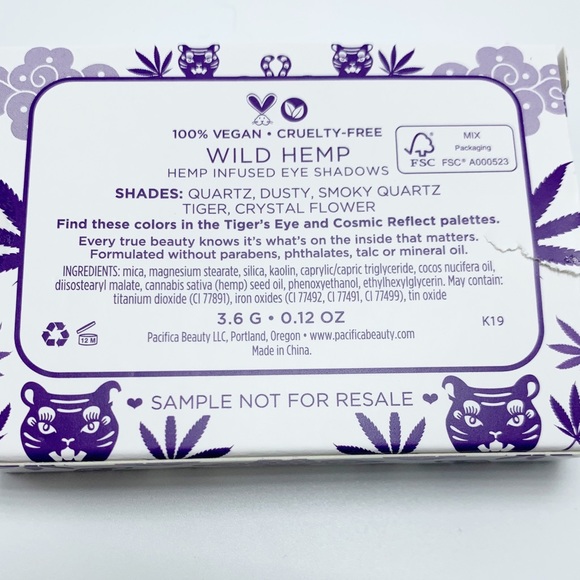 100% VEGAN • CRUELTY-FREE
WILD HEMP
HEMP INFUSED EYE SHADOWS
FSC
MIX
Packaging
FSC® A000523
SHADES: QUARTZ, DUSTY, SMOKY QUARTZ
TIGER, CRYSTAL FLOWER
Find these colors in the Tiger's Eye and Cosmic Reflect palettes.
Every true beauty knows it's what's on the inside that matters.
Formulated without parabens, phthalates, talc or mineral oil.
INGREDIENTS: mica, magnesium stearate, silica, kaolin, caprylic/capric triglyceride, cocos nucifera oil,
diisostearyl malate, cannabis sativa (hemp) seed oil, phenoxyethanol, ethylhexylglycerin. May contain:
titanium dioxide (CI 77891), iron oxides (CI 77492, CI 77491, CI 77499), tin oxide
12 M
3.6 G • 0.12 OZ
K19
Pacifica Beauty LLC, Portland, Oregon • www.pacificabeauty.com
Made in China.
SAMPLE NOT FOR RESALE